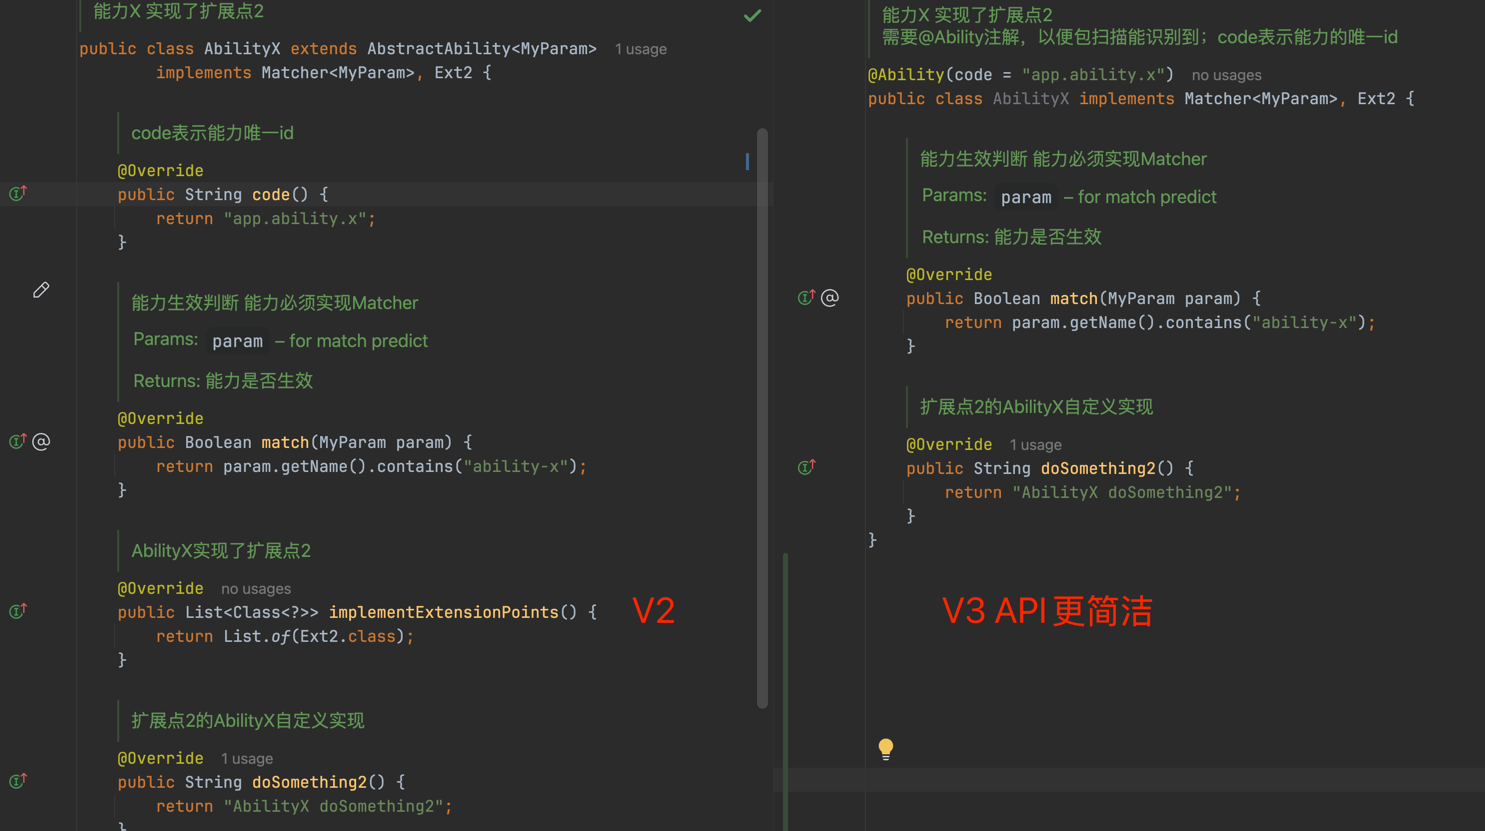 能力X 实现了扩展点2
public class AbilityX extends AbstractAbility<MyParam> 1 usage
implements Matcher<MyParam>, Ext2 {
code表示能力唯一id
@Override
public String code() {
return "app.ability.x";
}
能力生效判断 能力必须实现Matcher
Params: param – for match predict
Returns: 能力是否生效
@Override
public Boolean match(MyParam param) {
return param.getName().contains("ability-x");
}
AbilityX实现了扩展点2
@Override no usages
public List<Class<?>> implementExtensionPoints() {
return List.of(Ext2.class);
}
扩展点2的AbilityX自定义实现
@Override 1 usage
public String doSomething2() {
return "AbilityX doSomething2";
}
V2
能力X 实现了扩展点2
需要@Ability注解，以便包扫描能识别到；code表示能力的唯一id
@Ability(code = "app.ability.x") no usages
public class AbilityX implements Matcher<MyParam>, Ext2 {
能力生效判断 能力必须实现Matcher
Params: param – for match predict
Returns: 能力是否生效
@Override
public Boolean match(MyParam param) {
return param.getName().contains("ability-x");
}
扩展点2的AbilityX自定义实现
@Override 1 usage
public String doSomething2() {
return "AbilityX doSomething2";
}
}
V3 API更简洁